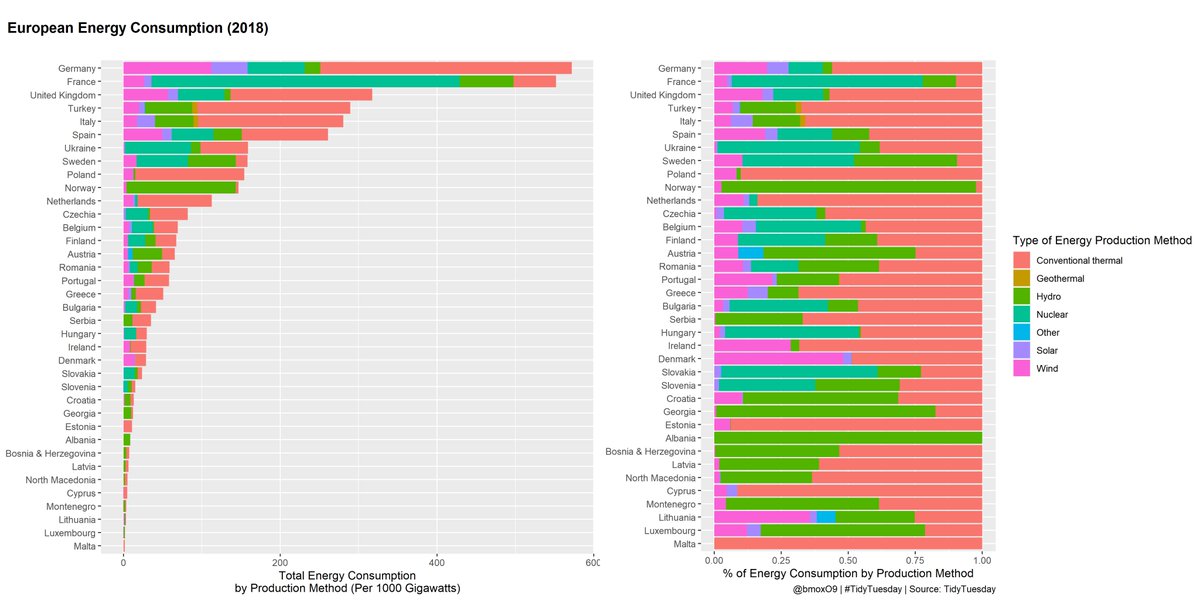 European Energy Consumption (2018)
Germany
France
United Kingdom
Turkey
Italy
Spain
Ukraine
Sweden
Poland
Norway
Netherlands
Czechia
Belgium
Finland
Austria
Romania
Portugal
Greece
Bulgaria
Serbia
Hungary
Ireland
Denmark
Slovakia
Slovenia
Croatia
Georgia
Estonia
Albania
Bosnia & Herzegovina
Latvia
North Macedonia
Cyprus
Montenegro
Lithuania
Luxembourg
Malta
0 200 400 600
Total Energy Consumption
by Production Method (Per 1000 Gigawatts)
Germany
France
United Kingdom
Turkey
Italy
Spain
Ukraine
Sweden
Poland
Norway
Netherlands
Czechia
Belgium
Finland
Austria
Romania
Portugal
Greece
Bulgaria
Serbia
Hungary
Ireland
Denmark
Slovakia
Slovenia
Croatia
Georgia
Estonia
Albania
Bosnia & Herzegovina
Latvia
North Macedonia
Cyprus
Montenegro
Lithuania
Luxembourg
Malta
0.00 0.25 0.50 0.75 1.00
% of Energy Consumption by Production Method
@bmoxO9 | #TidyTuesday | Source: TidyTuesday
Type of Energy Production Method
Conventional thermal
Geothermal
Hydro
Nuclear
Other
Solar
Wind